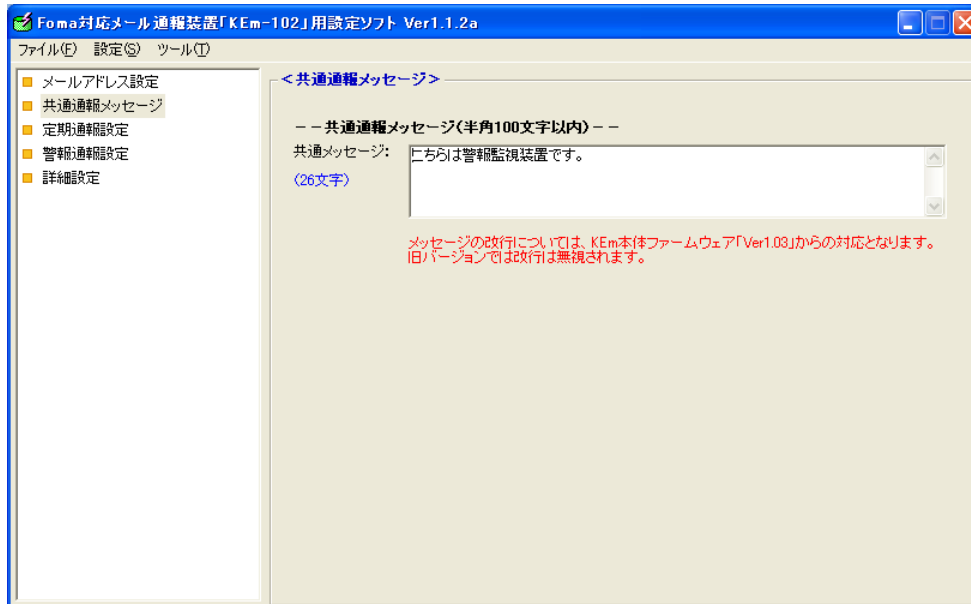 Foma対応メール通報装置「KEm-102」用設定ソフト Ver1.1.2a
ファイル(F) 設定(S) ツール(T)
メールアドレス設定
共通通報メッセージ
定期通報設定
警報通報設定
詳細設定
＜共通通報メッセージ＞
－－共通通報メッセージ(半角100文字以内)－－
共通メッセージ:
こちらは警報監視装置です。
(26文字)
メッセージの改行については、KEm本体ファームウェア「Ver1.03」からの対応となります。
旧バージョンでは改行は無視されます。